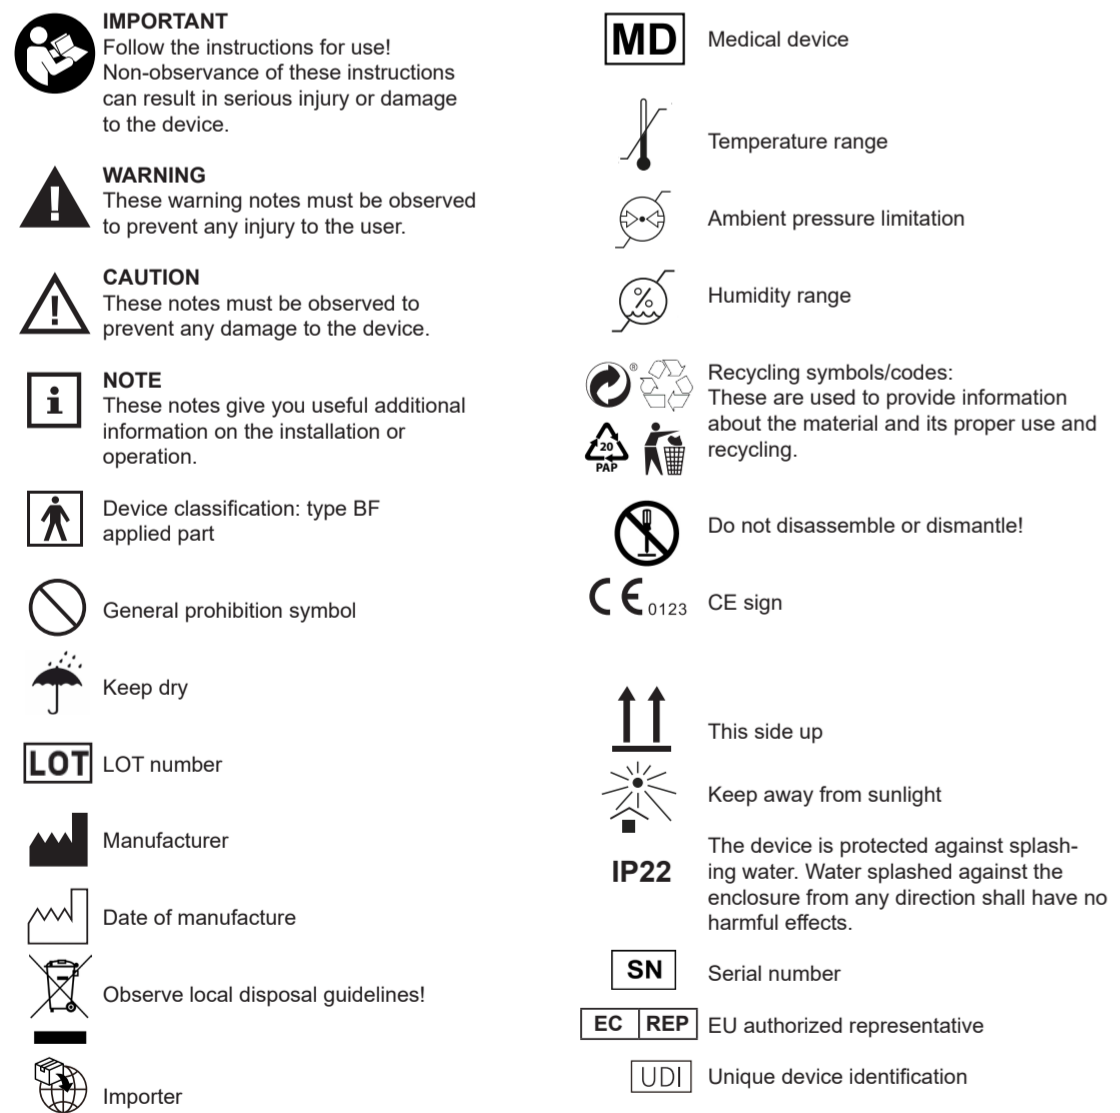 IMPORTANT
Follow the instructions for use!
Non-observance of these instructions
can result in serious injury or damage
to the device.
WARNING
These warning notes must be observed
to prevent any injury to the user.
CAUTION
These notes must be observed to
prevent any damage to the device.
NOTE
These notes give you useful additional
information on the installation or
operation.
Device classification: type BF
applied part
General prohibition symbol
Keep dry
LOT LOT number
Manufacturer
Date of manufacture
Observe local disposal guidelines!
Importer
MD Medical device
Temperature range
Ambient pressure limitation
% Humidity range
®
Recycling symbols/codes:
These are used to provide information
about the material and its proper use and
recycling.
20
PAP
Do not disassemble or dismantle!
CE 0123 CE sign
This side up
Keep away from sunlight
IP22
The device is protected against splash-
ing water. Water splashed against the
enclosure from any direction shall have no
harmful effects.
SN Serial number
EC REP EU authorized representative
UDI Unique device identification